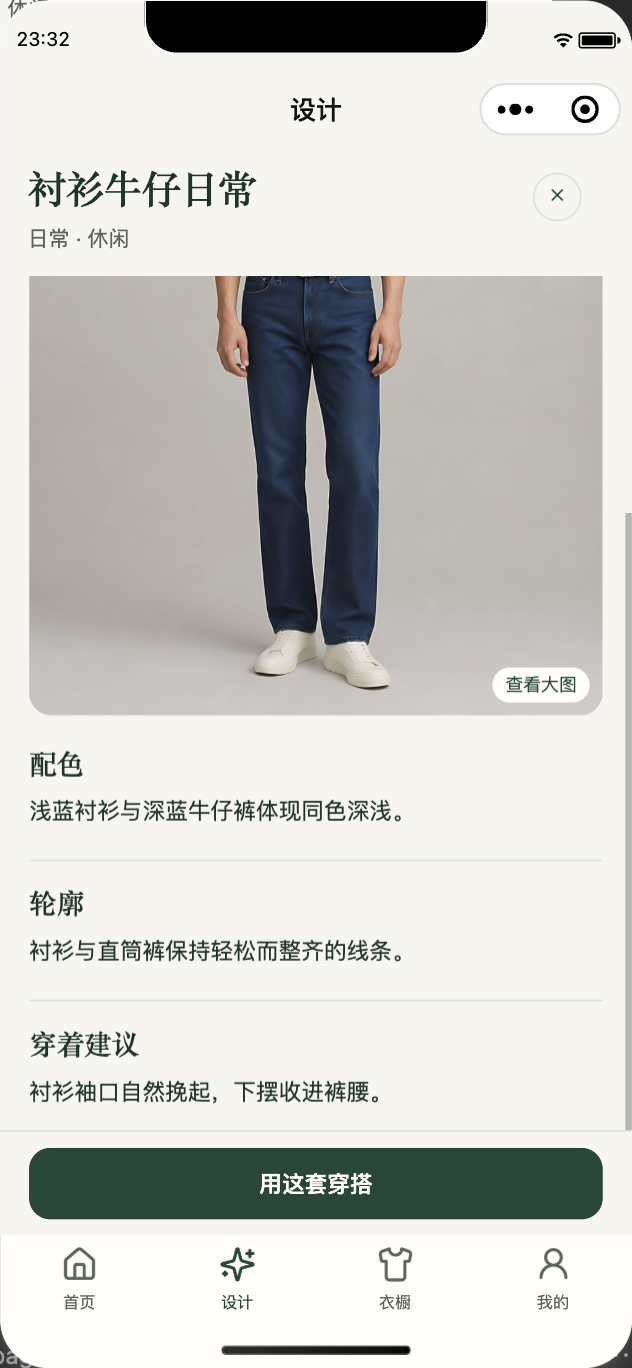 23:32
设计
衬衫牛仔日常
日常 · 休闲
查看大图
配色
浅蓝衬衫与深蓝牛仔裤体现同色深浅。
轮廓
衬衫与直筒裤保持轻松而整齐的线条。
穿着建议
衬衫袖口自然挽起，下摆收进裤腰。
用这套穿搭
首页
设计
衣橱
我的